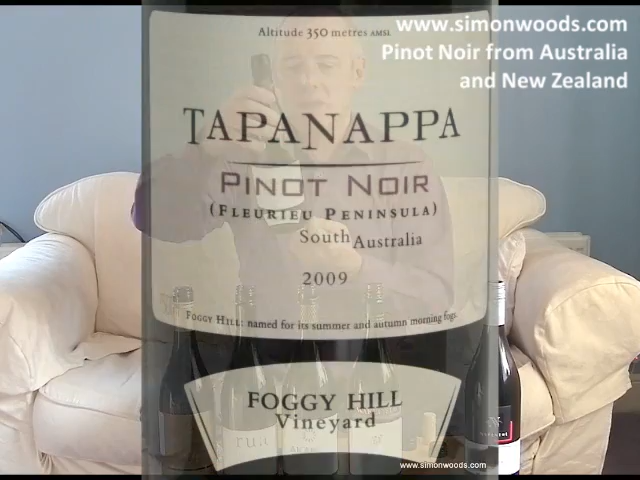 www.simonwoods.com
Pinot Noir from Australia
and New Zealand
Altitude 350 metres AMSL
TAPANAPPA
PINOT NOIR
(FLEURIEU PENINSULA)
South Australia
2009
FOGGY HILL: named for its summer and autumn morning fogs.
FOGGY HILL
Vineyard
www.simonwoods.com